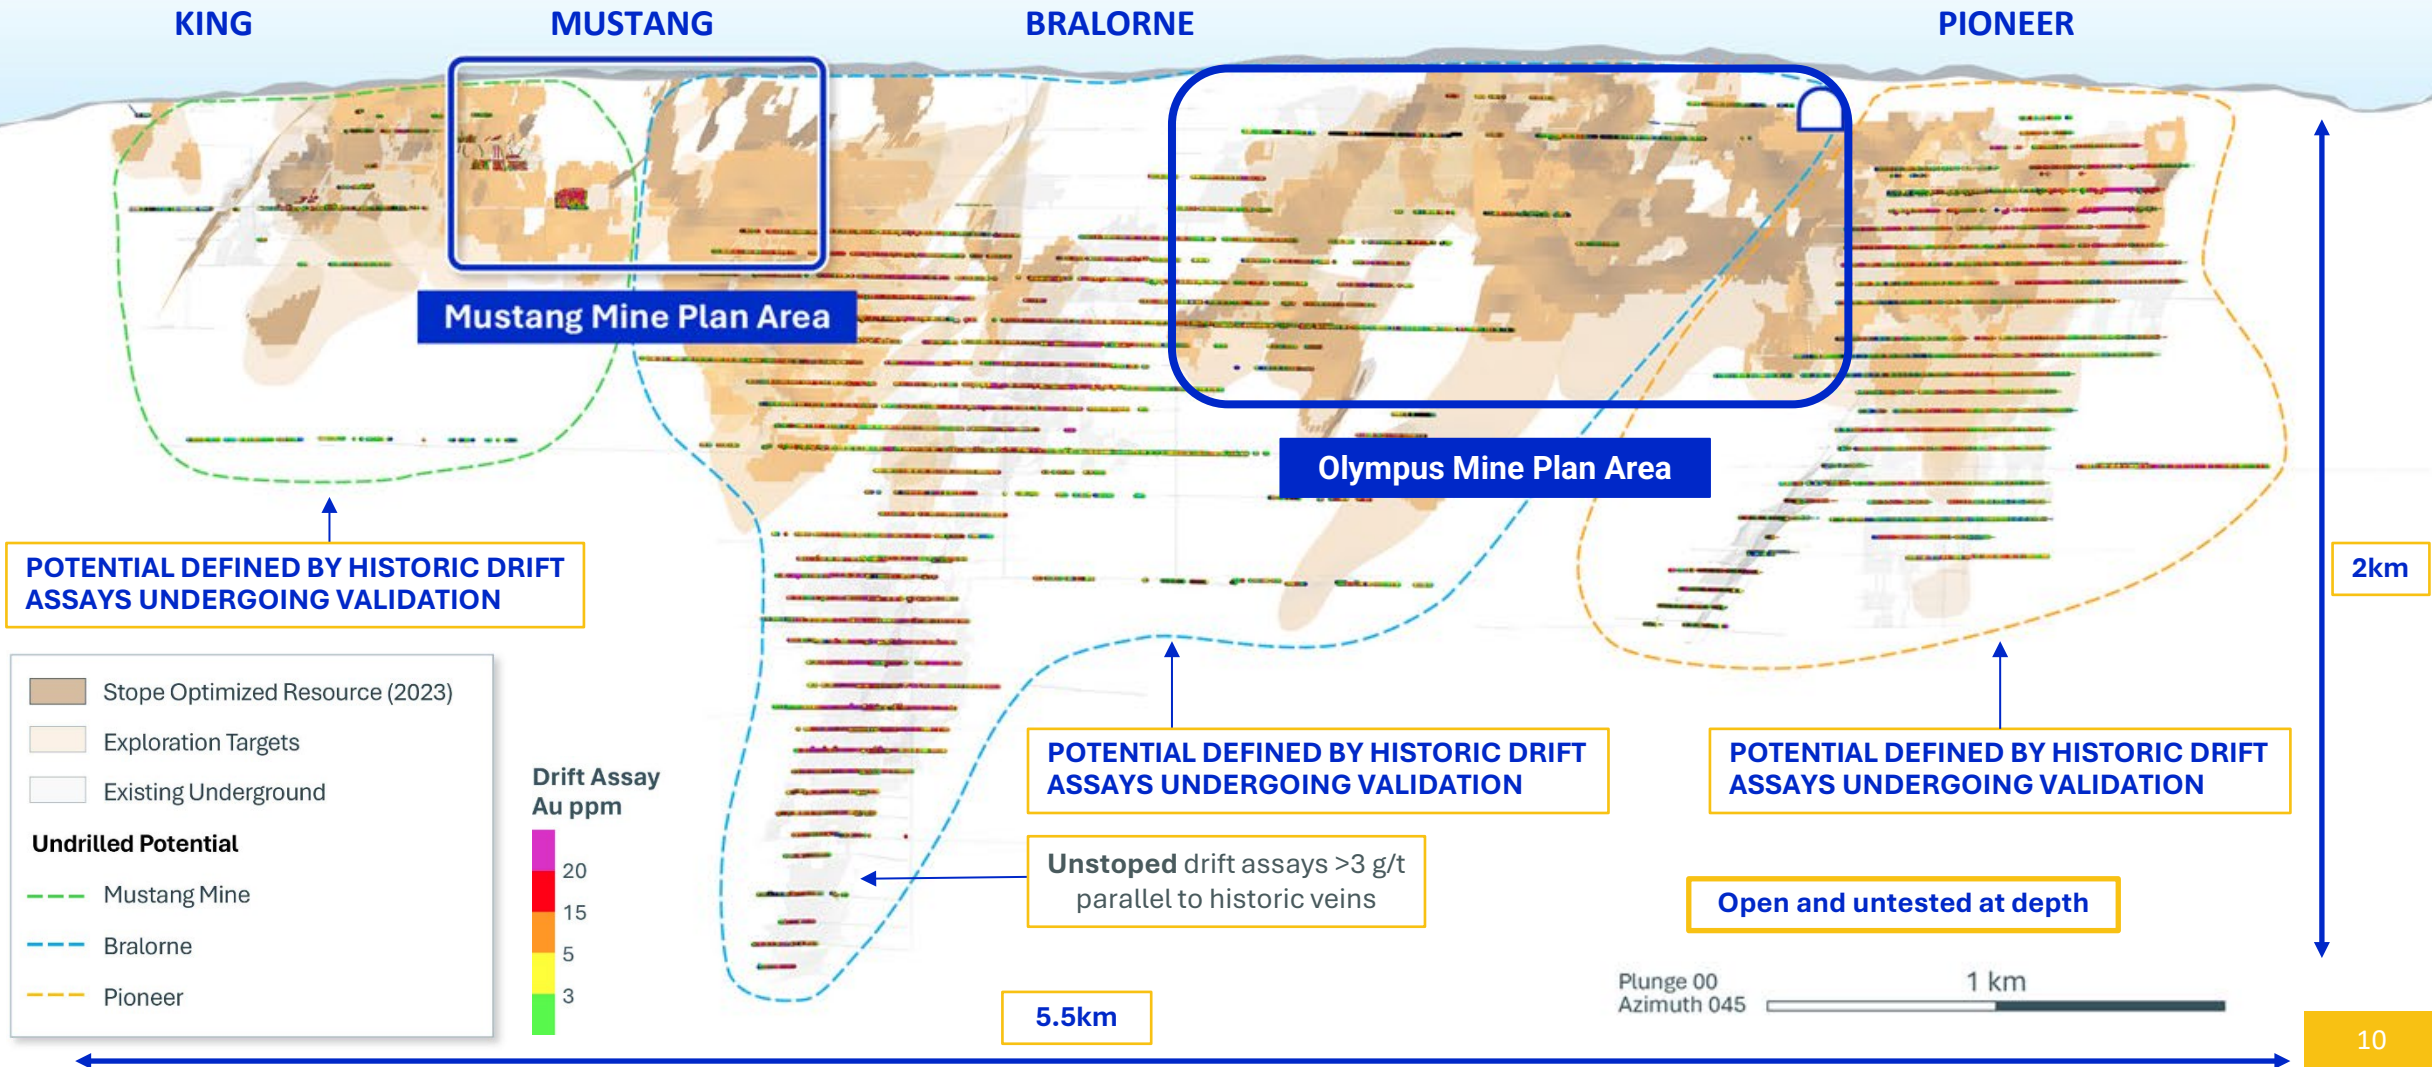 KING
MUSTANG
BRALORNE
PIONEER
Mustang Mine Plan Area
Olympus Mine Plan Area
POTENTIAL DEFINED BY HISTORIC DRIFT
ASSAYS UNDERGOING VALIDATION
2km
Stope Optimized Resource (2023)
Exploration Targets
Existing Underground
Undrilled Potential
Mustang Mine
Bralorne
Pioneer
Drift Assay
Au ppm
20
15
5
3
POTENTIAL DEFINED BY HISTORIC DRIFT
ASSAYS UNDERGOING VALIDATION
Unstoped drift assays >3 g/t
parallel to historic veins
POTENTIAL DEFINED BY HISTORIC DRIFT
ASSAYS UNDERGOING VALIDATION
Open and untested at depth
Plunge 00
Azimuth 045
1 km
5.5km
10